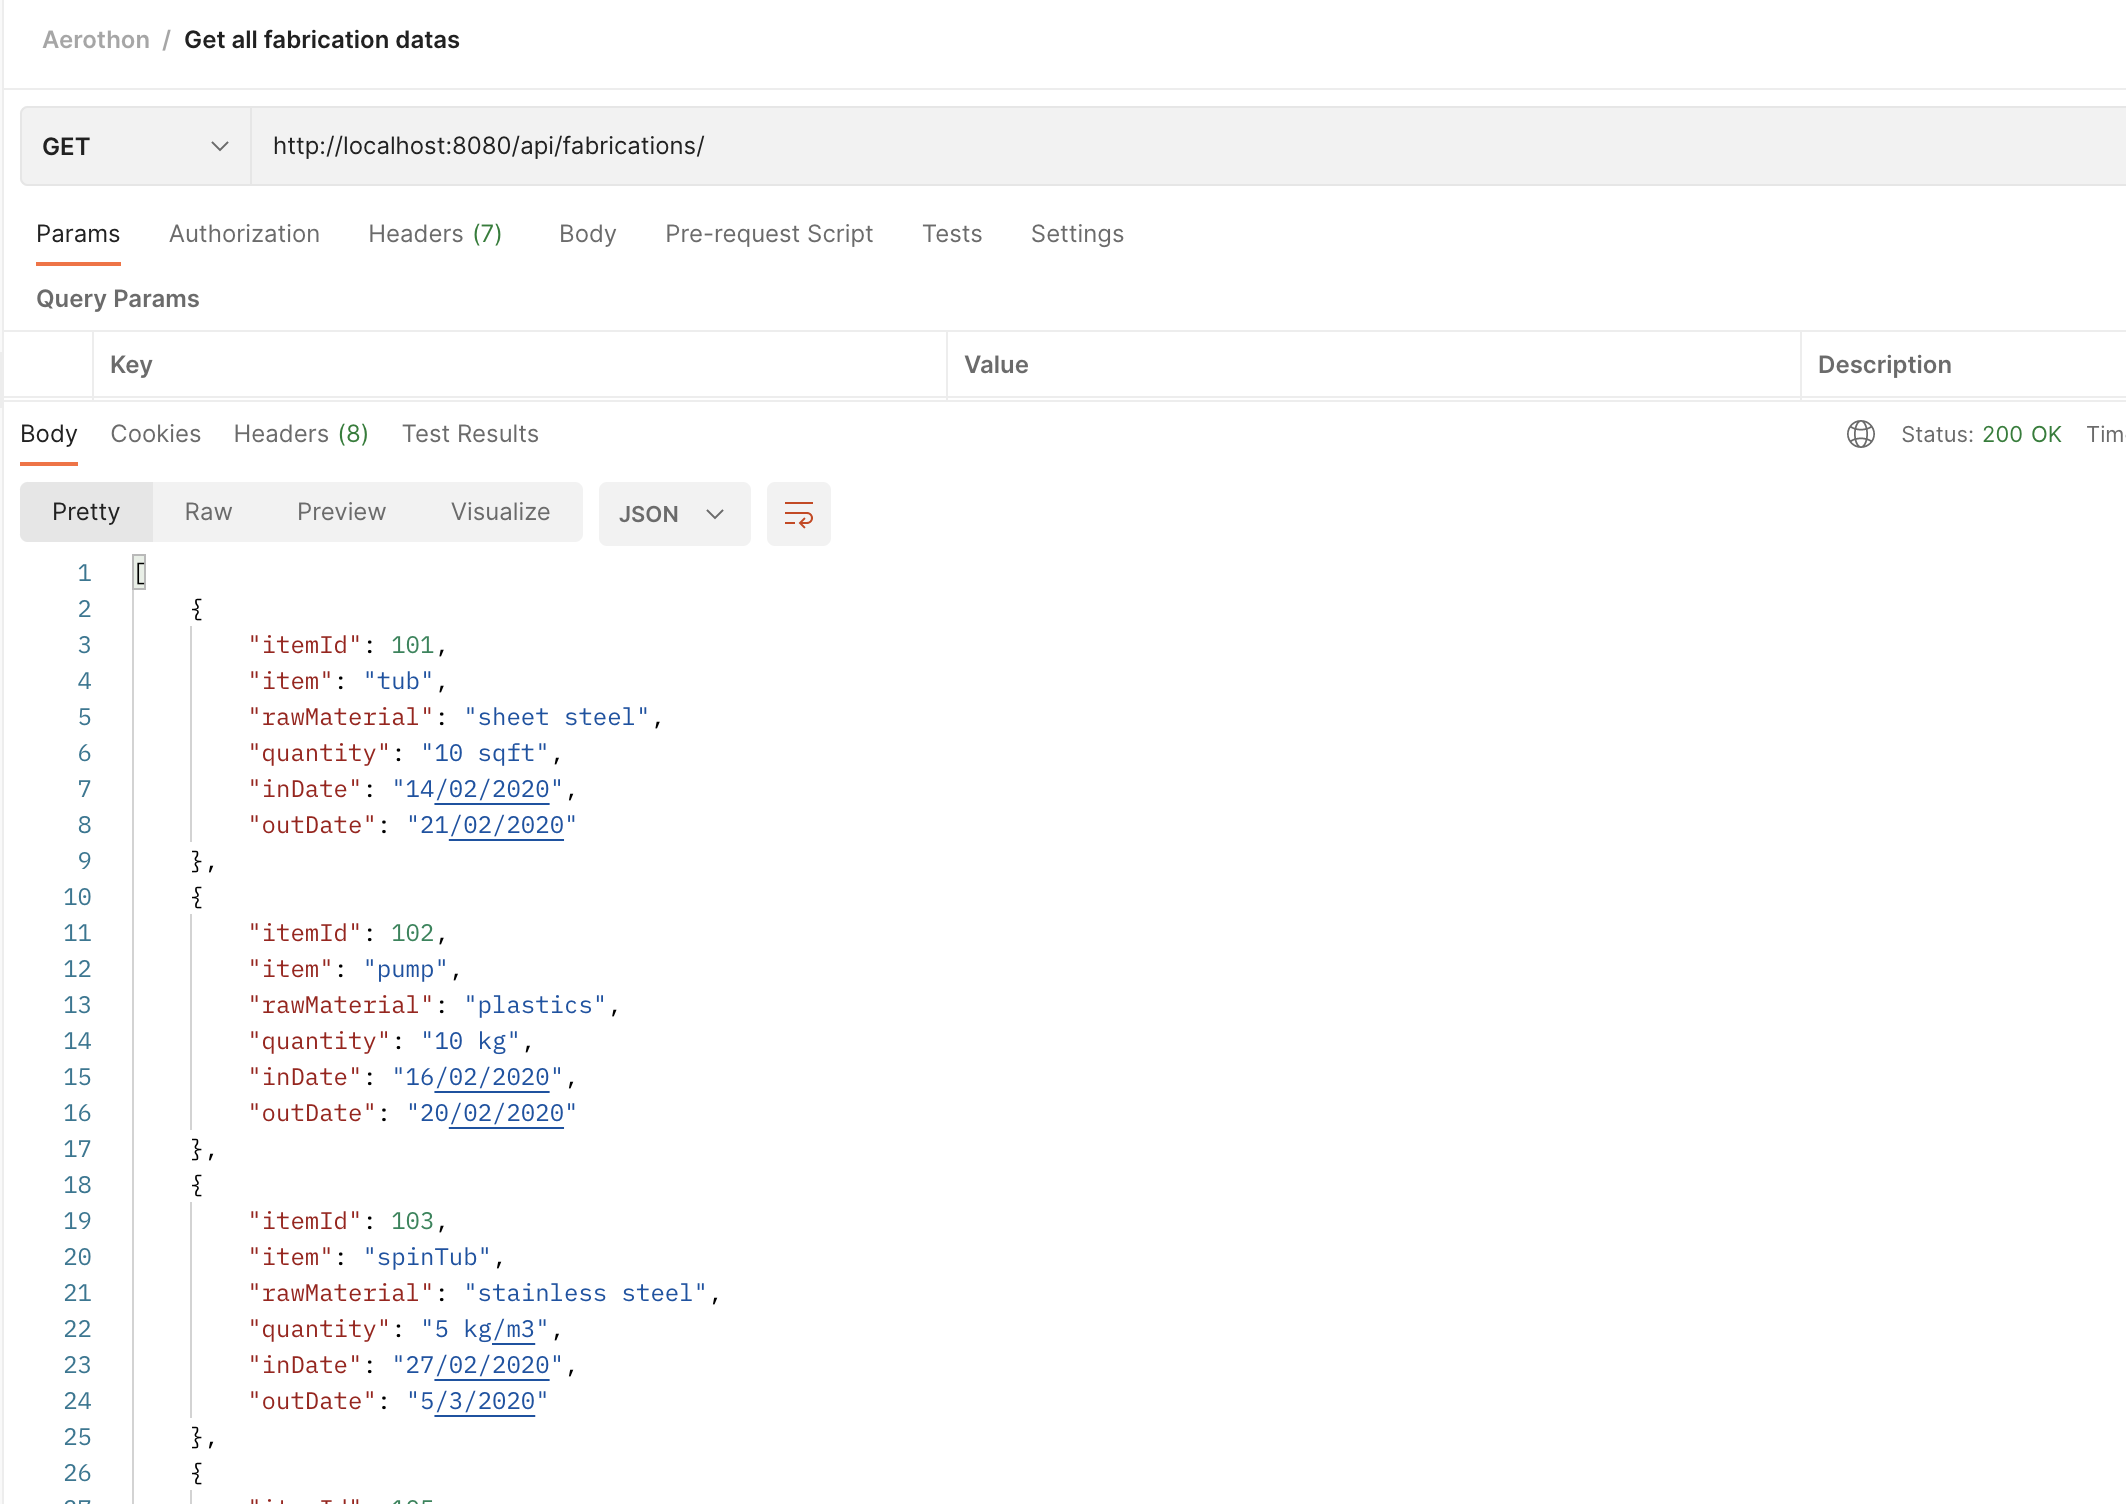 Aerothon / Get all fabrication datas
GET http://localhost:8080/api/fabrications/
Params Authorization Headers (7) Body Pre-request Script Tests Settings
Query Params
Key Value Description
Body Cookies Headers (8) Test Results Status: 200 OK
Pretty Raw Preview Visualize JSON
1 [
2 {
3 "itemId": 101,
4 "item": "tub",
5 "rawMaterial": "sheet steel",
6 "quantity": "10 sqft",
7 "inDate": "14/02/2020",
8 "outDate": "21/02/2020"
9 },
10 {
11 "itemId": 102,
12 "item": "pump",
13 "rawMaterial": "plastics",
14 "quantity": "10 kg",
15 "inDate": "16/02/2020",
16 "outDate": "20/02/2020"
17 },
18 {
19 "itemId": 103,
20 "item": "spinTub",
21 "rawMaterial": "stainless steel",
22 "quantity": "5 kg/m3",
23 "inDate": "27/02/2020",
24 "outDate": "5/3/2020"
25 },
26 {